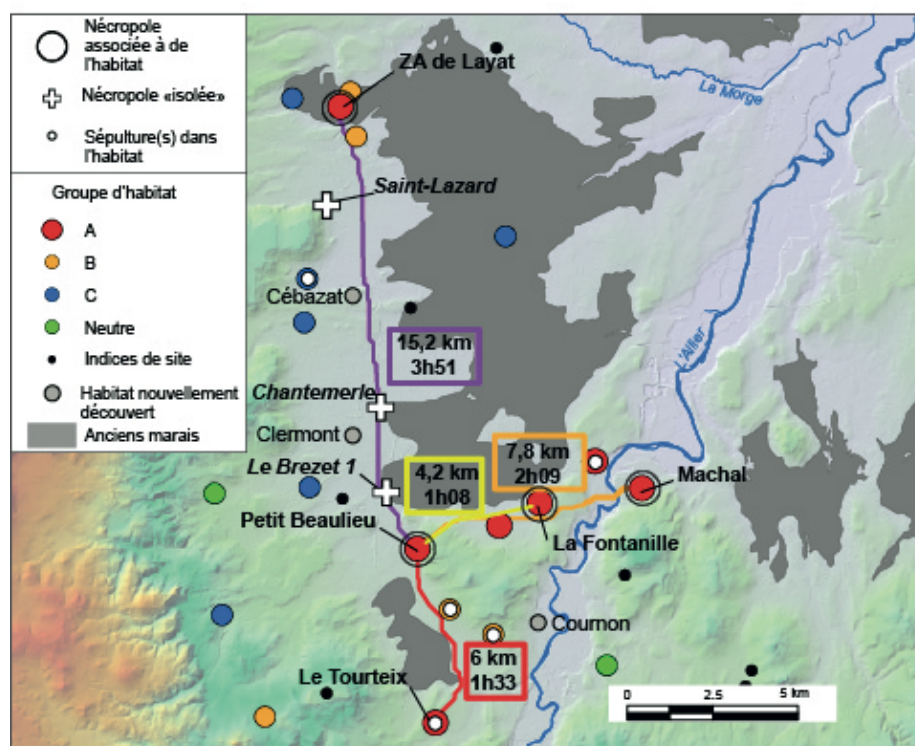 Nécropole
associée à de
l'habitat
Nécropole «isolée»
Sépulture(s) dans
l'habitat
Groupe d'habitat
A
B
C
Neutre
Indices de site
Habitat nouvellement
découvert
Anciens marais
ZA de Layat
La Morge
Saint-Lazard
Cébazat
15,2 km
3h51
L'Allier
Chantemerle
Clermont
Le Brezet 1
7,8 km
2h09
4,2 km
1h08
Machal
Petit Beaulieu
La Fontanille
Cournon
6 km
1h33
Le Tourteix
0 2.5 5 km